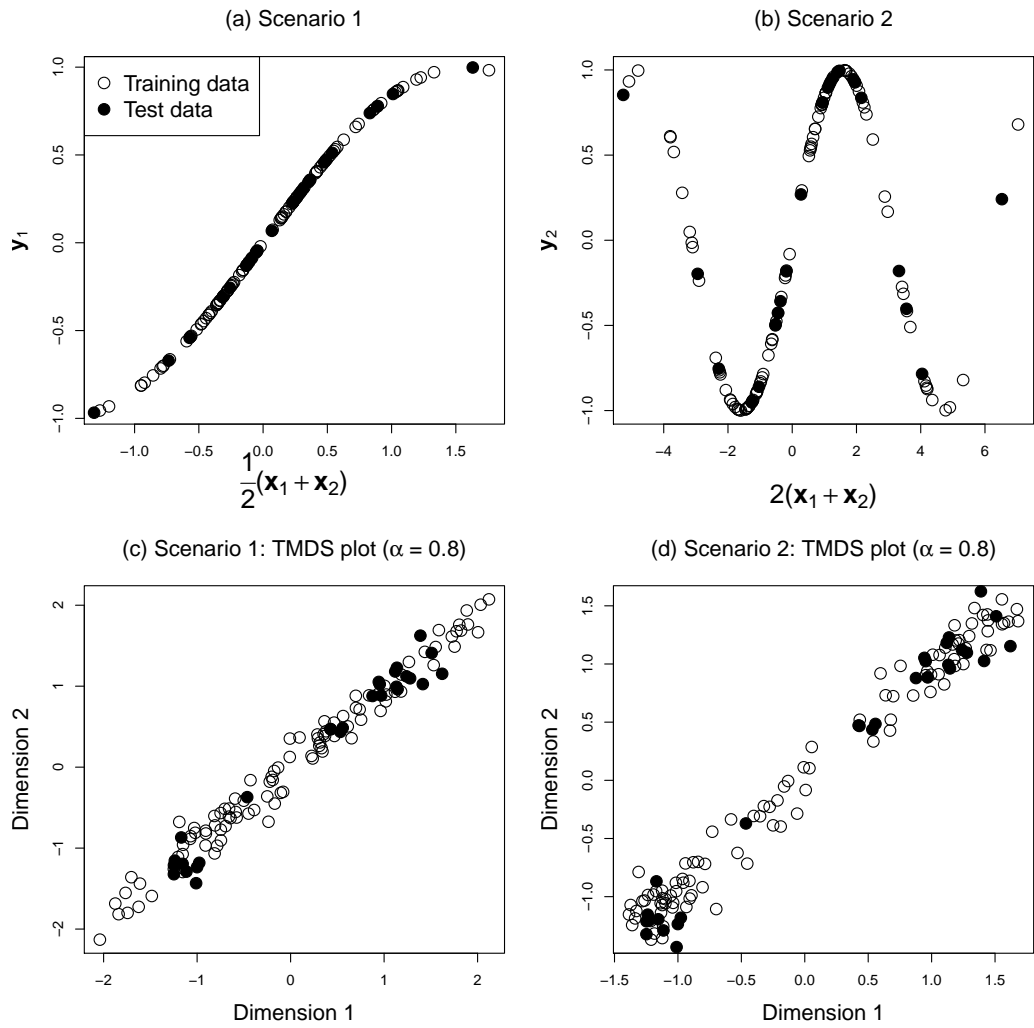 (a) Scenario 1
Training data
Test data
y₁
−1.0 −0.5 0.0 0.5 1.0
−1.0 −0.5 0.0 0.5 1.0 1.5
1/2(x₁ + x₂)
(b) Scenario 2
y₂
−1.0 −0.5 0.0 0.5 1.0
−4 −2 0 2 4 6
2(x₁ + x₂)
(c) Scenario 1: TMDS plot (α = 0.8)
Dimension 2
−2 −1 0 1 2
−2 −1 0 1 2
Dimension 1
(d) Scenario 2: TMDS plot (α = 0.8)
Dimension 2
−1.0 −0.5 0.0 0.5 1.0 1.5
−1.5 −1.0 −0.5 0.0 0.5 1.0 1.5
Dimension 1